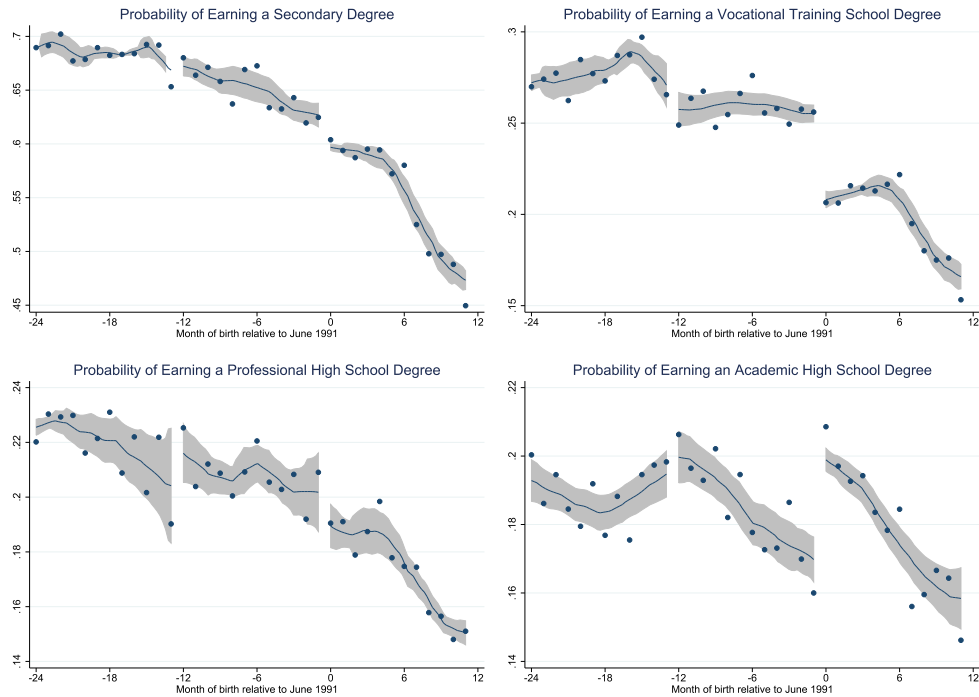 Probability of Earning a Secondary Degree
.7
.65
.6
.55
.5
.45
-24 -18 -12 -6 0 6 12
Month of birth relative to June 1991
Probability of Earning a Vocational Training School Degree
.3
.25
.2
.15
-24 -18 -12 -6 0 6 12
Month of birth relative to June 1991
Probability of Earning a Professional High School Degree
.24
.22
.2
.18
.16
.14
-24 -18 -12 -6 0 6 12
Month of birth relative to June 1991
Probability of Earning an Academic High School Degree
.22
.2
.18
.16
.14
-24 -18 -12 -6 0 6 12
Month of birth relative to June 1991